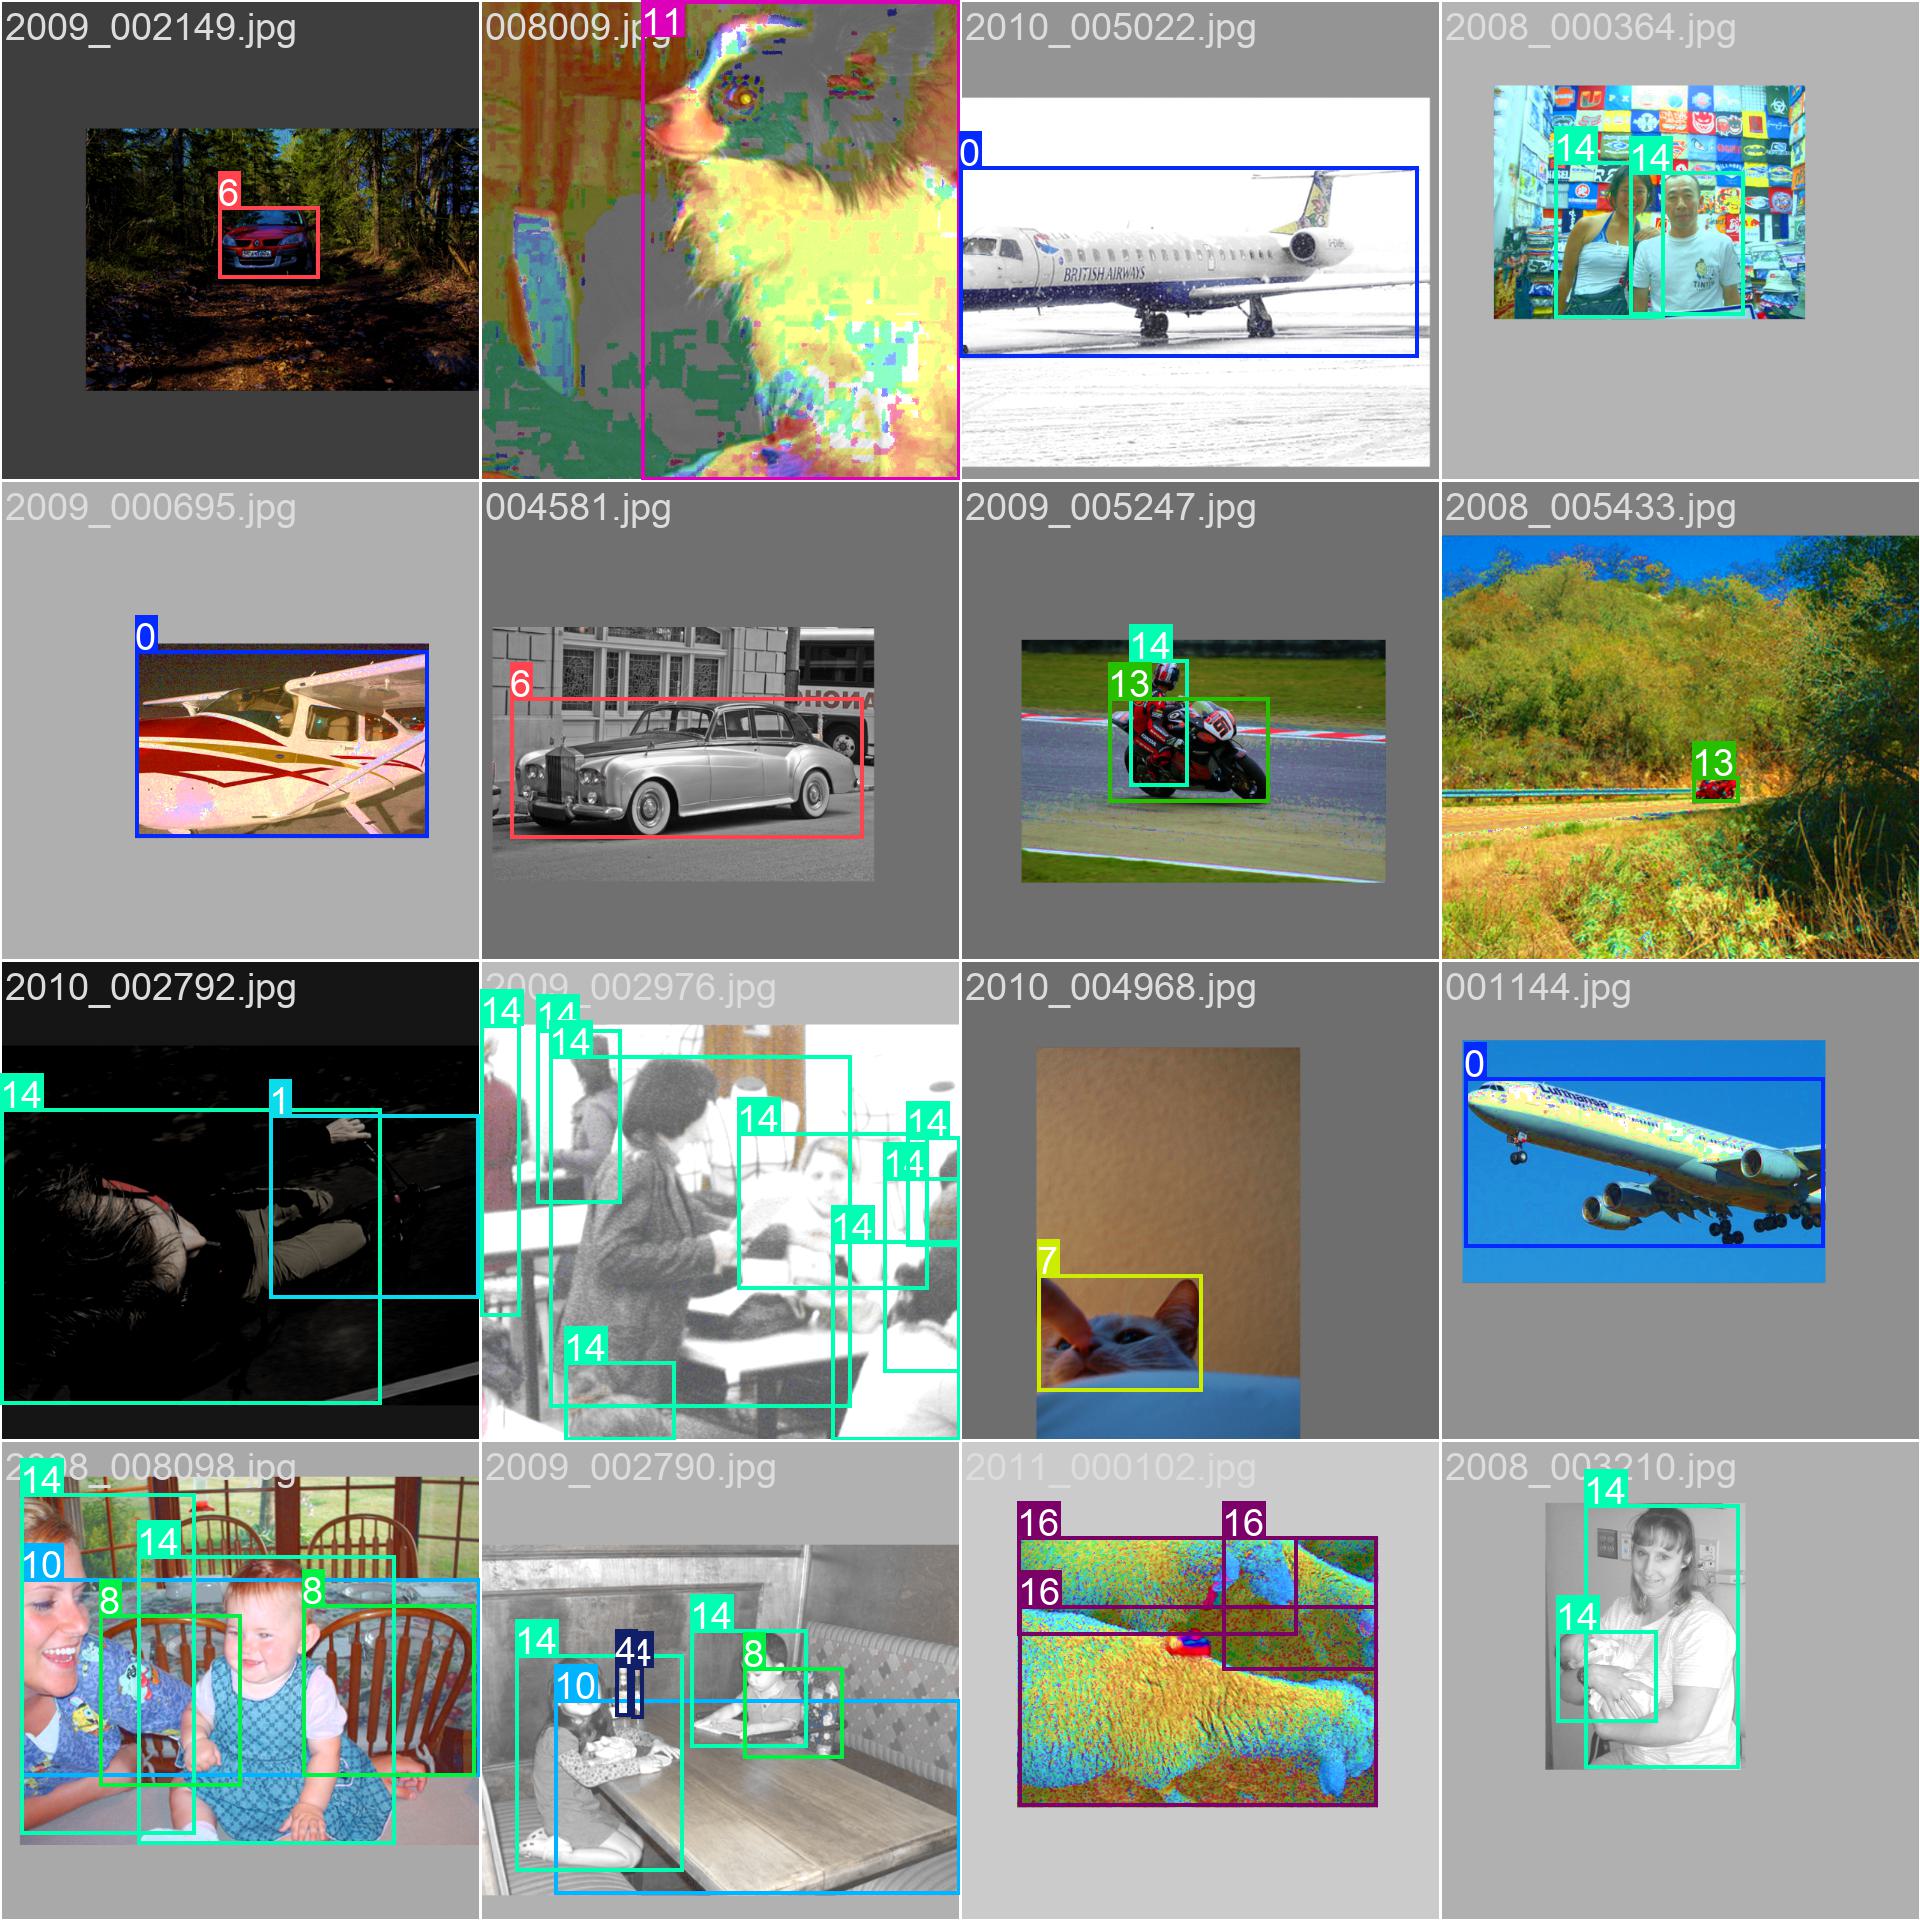 2009_002149.jpg
008009.jpg
11
2010_005022.jpg
2008_000364.jpg
6
0
BRITISH AIRWAYS
14
14
TINTIN
2009_000695.jpg
004581.jpg
2009_005247.jpg
2008_005433.jpg
0
6
14
13
13
2010_002792.jpg
2009_002976.jpg
2010_004968.jpg
001144.jpg
14
1
14
14
14
14
14
14
14
14
7
0
Lufthansa
2008_008098.jpg
2009_002790.jpg
2011_000102.jpg
2008_003210.jpg
14
14
10
8
8
14
4
4
14
8
10
16
16
16
14
14